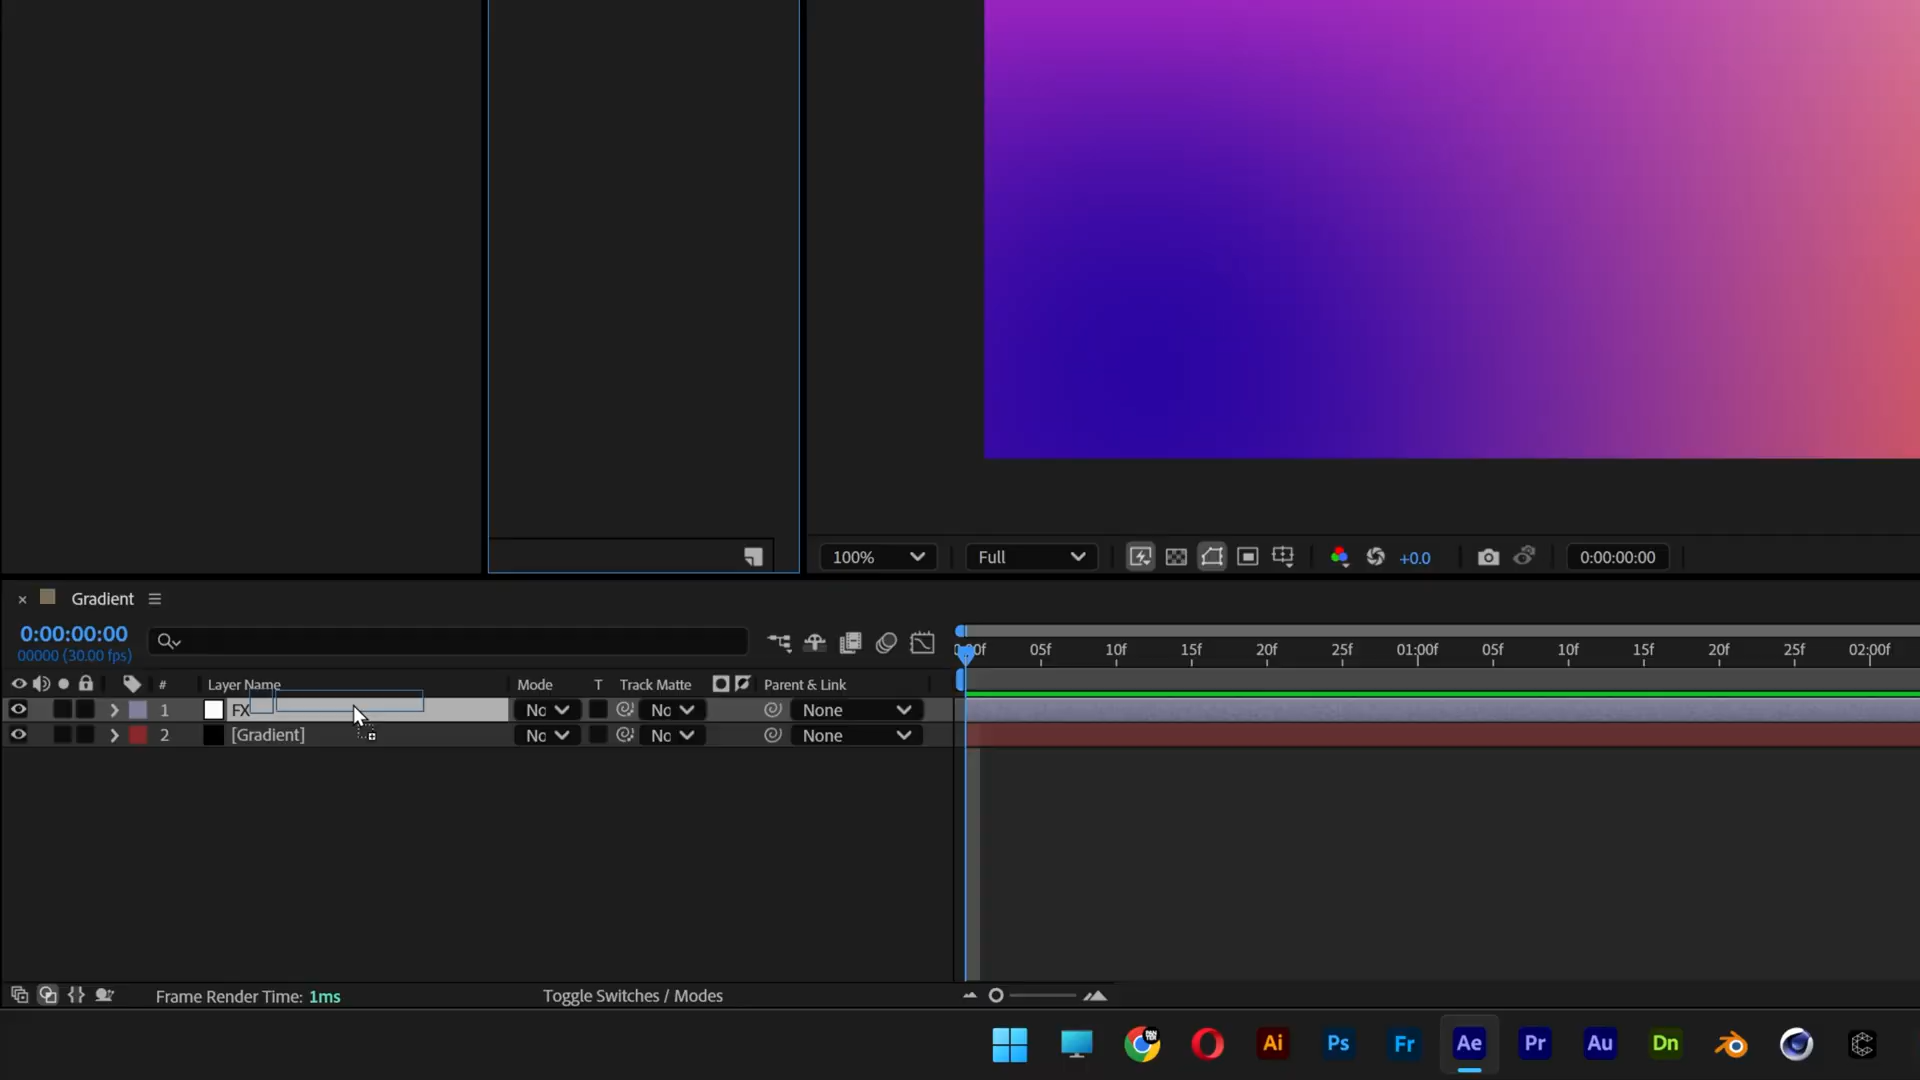 100%
Full
+0.0
0:00:00:00
× Gradient
0:00:00:00
00000 (30.00 fps)
05f 10f 15f 20f 25f 01:00f 05f 10f 15f 20f 25f 02:00f
# Layer Name Mode T Track Matte Parent & Link
1 FX No No None
2 [Gradient] No No None
Frame Render Time: 1ms
Toggle Switches / Modes
Ai Ps Fr Ae Pr Au Dn